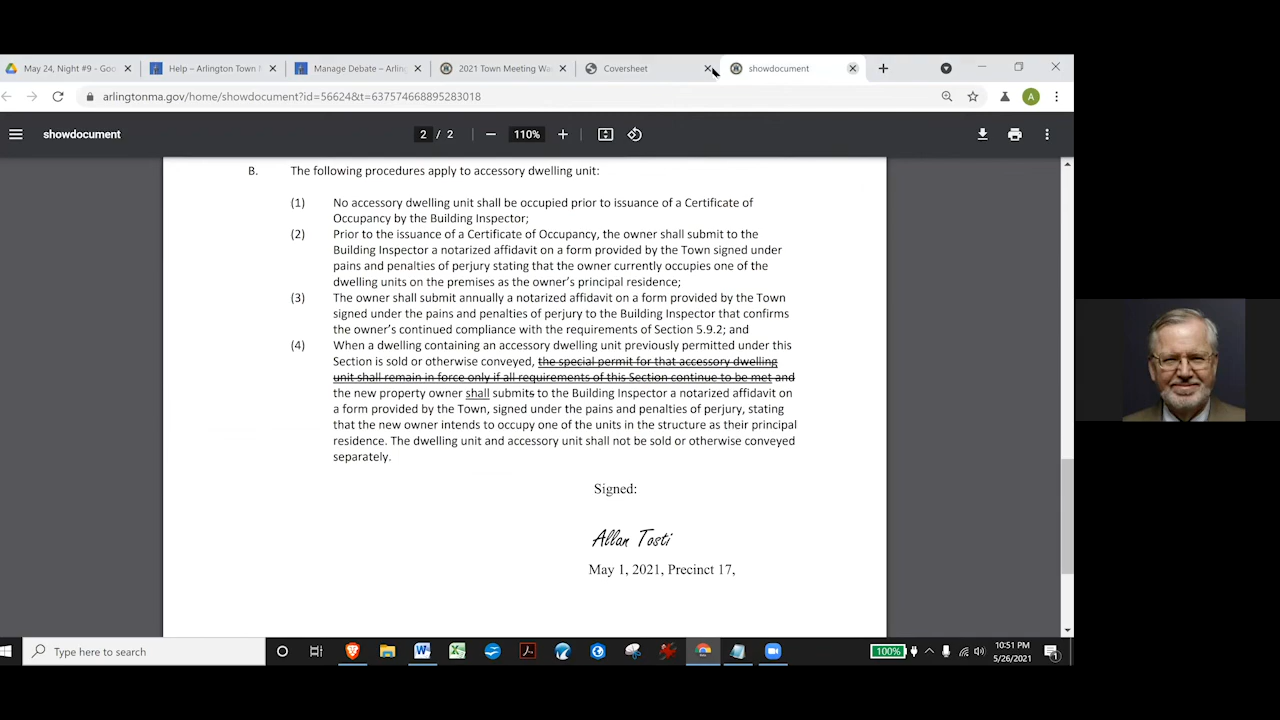 May 24, Night #9 - Goo
Help – Arlington Town M
Manage Debate – Arling
2021 Town Meeting Wa
Coversheet
showdocument
arlingtonma.gov/home/showdocument?id=56624&t=637574668895283018
A
showdocument
2 / 2
110%
B. The following procedures apply to accessory dwelling unit:
(1) No accessory dwelling unit shall be occupied prior to issuance of a Certificate of
Occupancy by the Building Inspector;
(2) Prior to the issuance of a Certificate of Occupancy, the owner shall submit to the
Building Inspector a notarized affidavit on a form provided by the Town signed under
pains and penalties of perjury stating that the owner currently occupies one of the
dwelling units on the premises as the owner's principal residence;
(3) The owner shall submit annually a notarized affidavit on a form provided by the Town
signed under the pains and penalties of perjury to the Building Inspector that confirms
the owner's continued compliance with the requirements of Section 5.9.2; and
(4) When a dwelling containing an accessory dwelling unit previously permitted under this
Section is sold or otherwise conveyed, the special permit for that accessory dwelling
unit shall remain in force only if all requirements of this Section continue to be met and
the new property owner shall submits to the Building Inspector a notarized affidavit on
a form provided by the Town, signed under the pains and penalties of perjury, stating
that the new owner intends to occupy one of the units in the structure as their principal
residence. The dwelling unit and accessory unit shall not be sold or otherwise conveyed
separately.
Signed:
Allan Tosti
May 1, 2021, Precinct 17,
Type here to search
100%
10:51 PM
5/26/2021